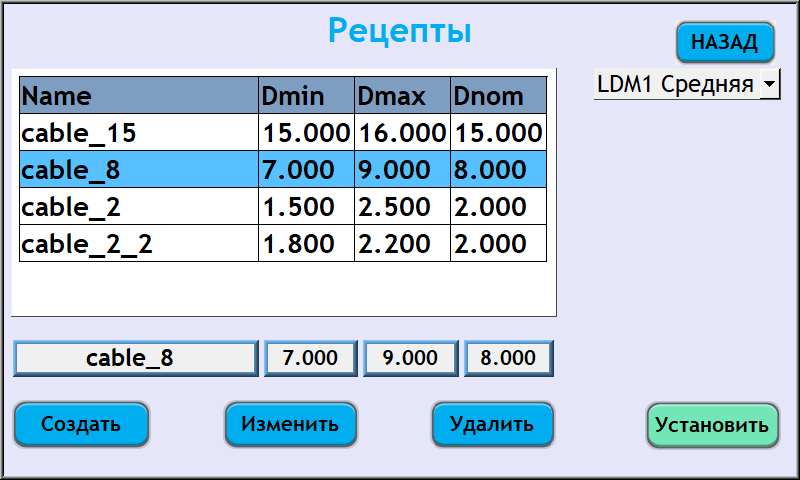 Рецепты
НАЗАД
LDM1 Средняя
Name Dmin Dmax Dnom
cable_15 15.000 16.000 15.000
cable_8 7.000 9.000 8.000
cable_2 1.500 2.500 2.000
cable_2_2 1.800 2.200 2.000
cable_8 7.000 9.000 8.000
Создать Изменить Удалить Установить